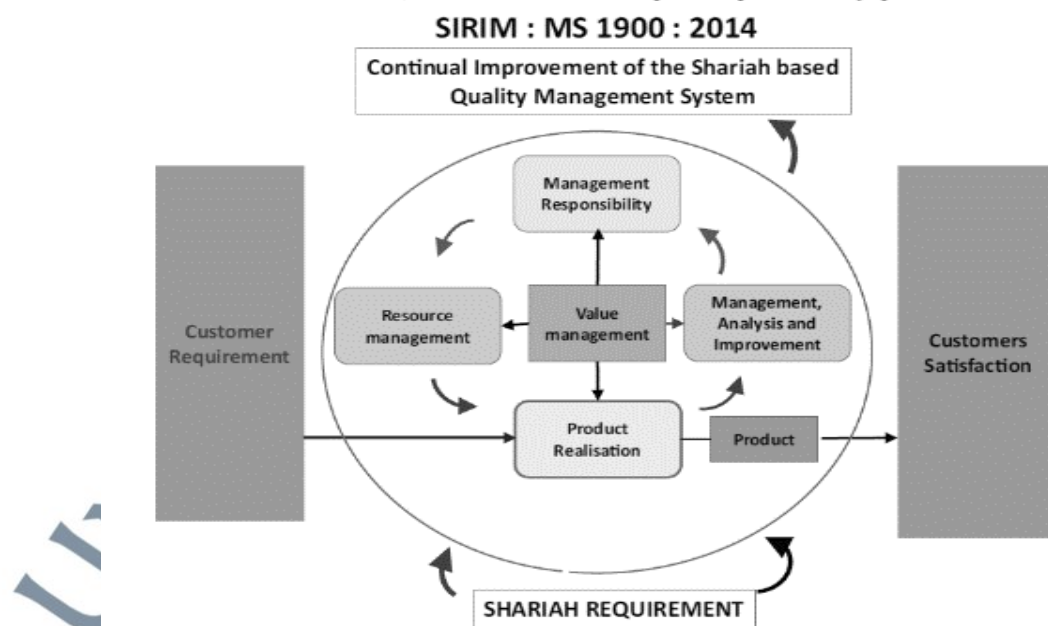 SIRIM : MS 1900 : 2014
Continual Improvement of the Shariah based
Quality Management System
Management
Responsibility
Customer
Requirement
Resource
management
Value
management
Management,
Analysis and
Improvement
Customers
Satisfaction
Product
Realisation
Product
SHARIAH REQUIREMENT